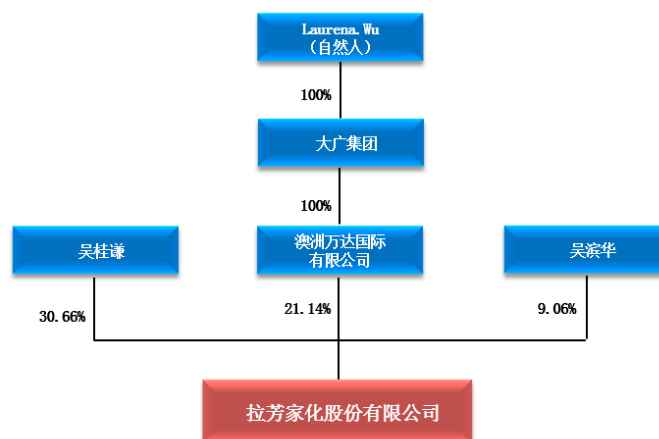 Laurena.Wu
（自然人）
100%
大广集团
100%
吴桂谦
澳洲万达国际
有限公司
吴滨华
30.66%
21.14%
9.06%
拉芳家化股份有限公司